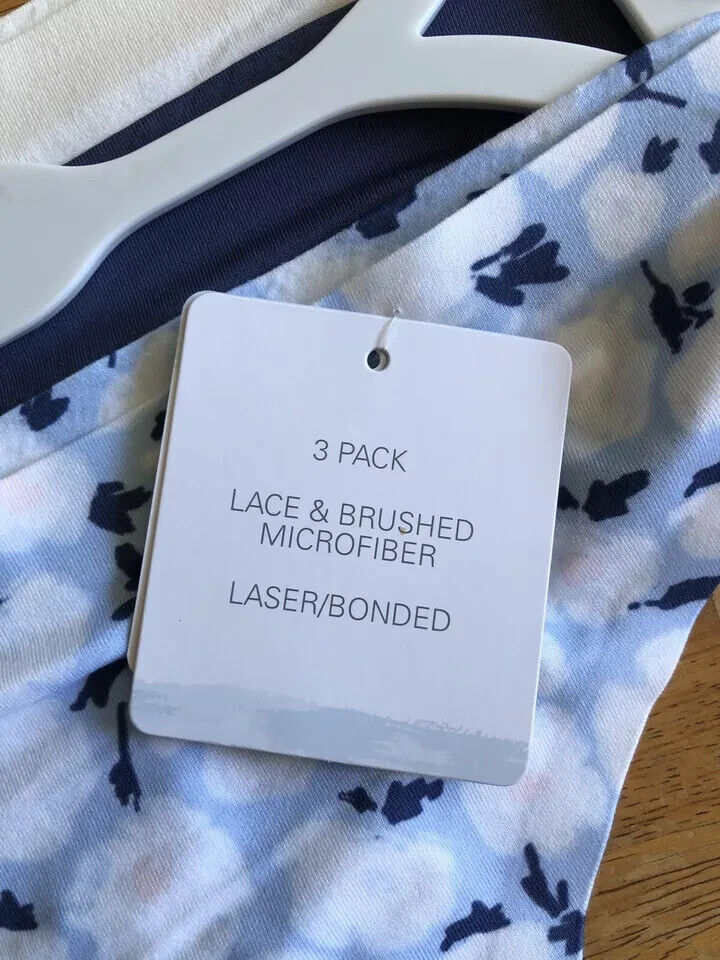 3 PACK
LACE & BRUSHED
MICROFIBER
LASER/BONDED